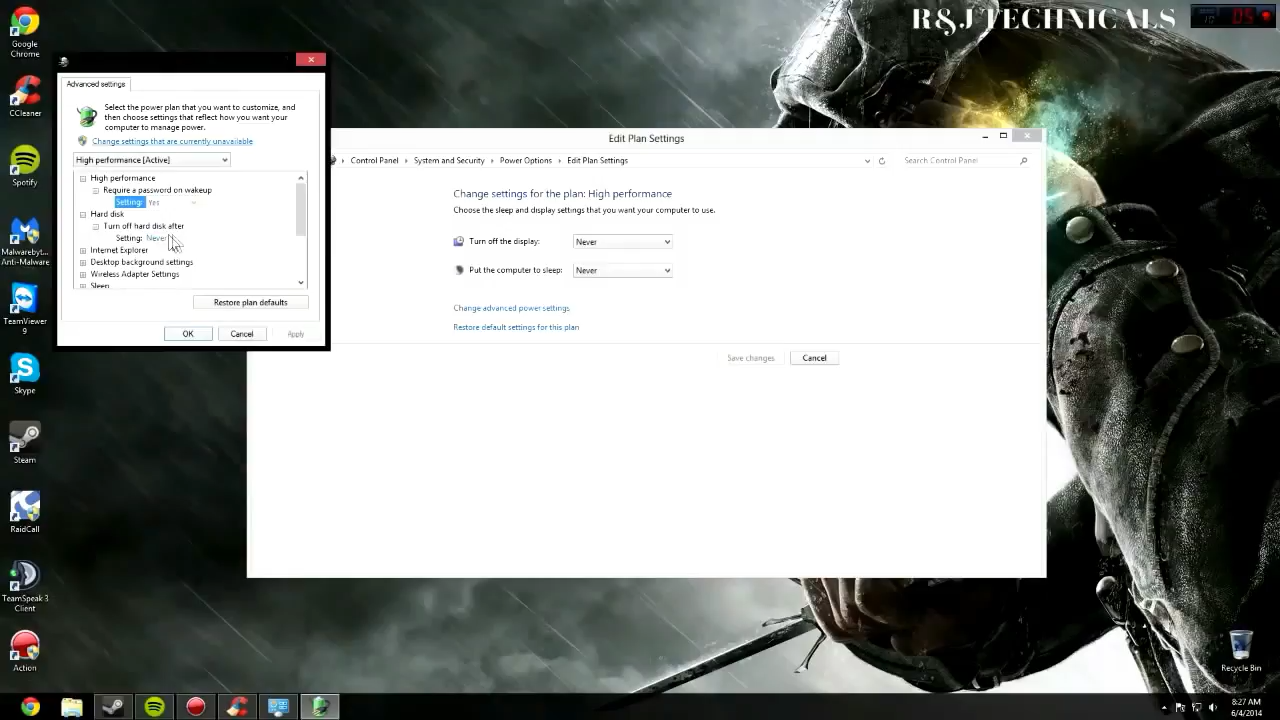 R&J TECHNICALS
Google
Chrome
CCleaner
Spotify
Malwarebyt...
Anti-Malware
TeamViewer
9
Skype
Steam
RaidCall
TeamSpeak 3
Client
Action
Advanced settings
Select the power plan that you want to customize, and
then choose settings that reflect how you want your
computer to manage power.
Change settings that are currently unavailable
High performance [Active]
High performance
Require a password on wakeup
Setting: Yes
Hard disk
Turn off hard disk after
Setting: Never
Internet Explorer
Desktop background settings
Wireless Adapter Settings
Sleep
Restore plan defaults
OK Cancel Apply
Edit Plan Settings
Control Panel System and Security Power Options Edit Plan Settings
Search Control Panel
Change settings for the plan: High performance
Choose the sleep and display settings that you want your computer to use.
Turn off the display: Never
Put the computer to sleep: Never
Change advanced power settings
Restore default settings for this plan
Save changes Cancel
Recycle Bin
8:27 AM
6/4/2014